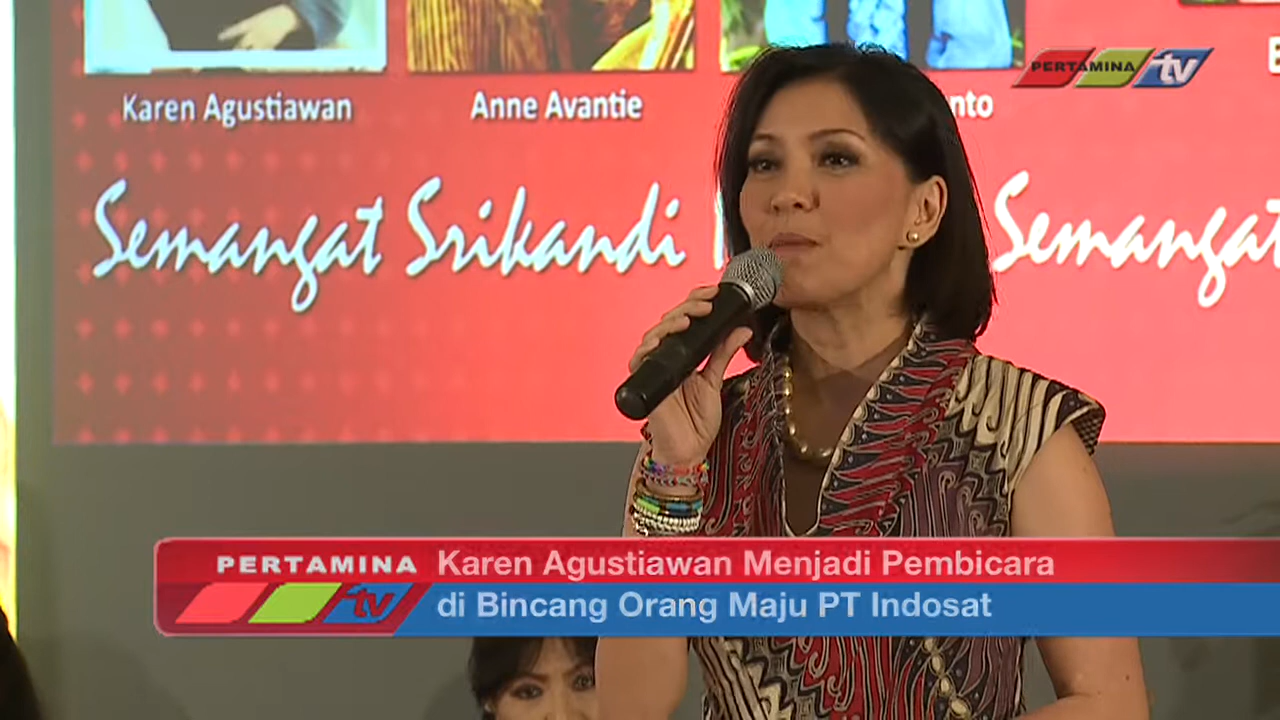 PERTAMINA tv
Karen Agustiawan
Anne Avantie
nto
Semangat Srikandi
Semangat
PERTAMINA tv
Karen Agustiawan Menjadi Pembicara
di Bincang Orang Maju PT Indosat